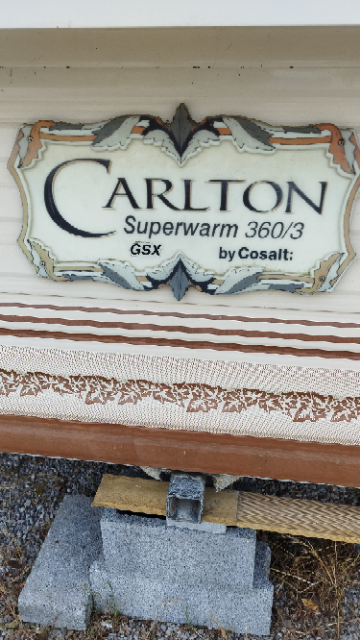 CARLTON
Superwarm 360/3
GSX by Cosalt: